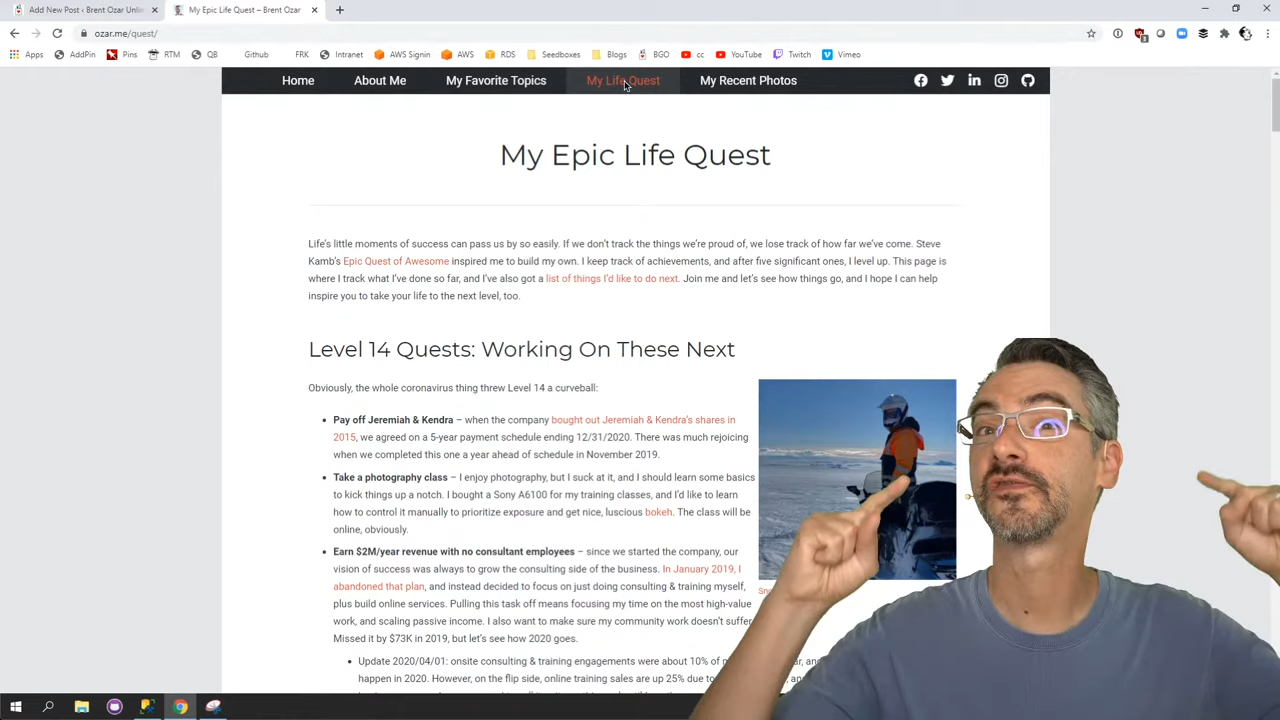 Add New Post ‹ Brent Ozar Unlim
My Epic Life Quest – Brent Ozar
ozar.me/quest/
Apps AddPin Pins RTM QB Github FRK Intranet AWS Signin AWS RDS Seedboxes Blogs BGO cc YouTube Twitch Vimeo
Home About Me My Favorite Topics My Life Quest My Recent Photos
My Epic Life Quest
Life's little moments of success can pass us by so easily. If we don't track the things we're proud of, we lose track of how far we've come. Steve
Kamb's Epic Quest of Awesome inspired me to build my own. I keep track of achievements, and after five significant ones, I level up. This page is
where I track what I've done so far, and I've also got a list of things I'd like to do next. Join me and let's see how things go, and I hope I can help
inspire you to take your life to the next level, too.
Level 14 Quests: Working On These Next
Obviously, the whole coronavirus thing threw Level 14 a curveball:
• Pay off Jeremiah & Kendra – when the company bought out Jeremiah & Kendra's shares in
2015, we agreed on a 5-year payment schedule ending 12/31/2020. There was much rejoicing
when we completed this one a year ahead of schedule in November 2019.
• Take a photography class – I enjoy photography, but I suck at it, and I should learn some basics
to kick things up a notch. I bought a Sony A6100 for my training classes, and I'd like to learn
how to control it manually to prioritize exposure and get nice, luscious bokeh. The class will be
online, obviously.
• Earn $2M/year revenue with no consultant employees – since we started the company, our
vision of success was always to grow the consulting side of the business. In January 2019, I
abandoned that plan, and instead decided to focus on just doing consulting & training myself,
plus build online services. Pulling this task off means focusing my time on the most high-value
work, and scaling passive income. I also want to make sure my community work doesn't suffer.
Missed it by $73K in 2019, but let's see how 2020 goes.
• Update 2020/04/01: onsite consulting & training engagements were about 10% of
happen in 2020. However, on the flip side, online training sales are up 25% due to